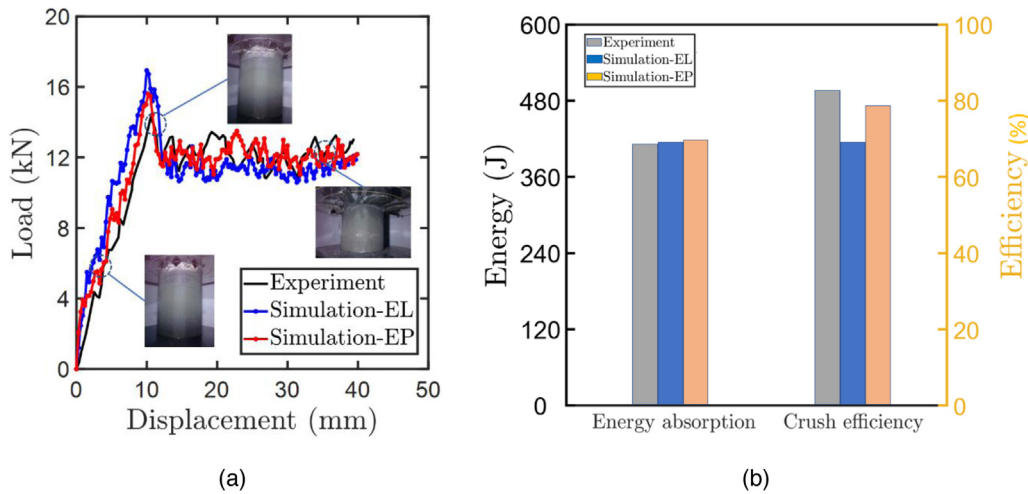 20
16
12
8
4
0
0
10
20
30
40
50
Load (kN)
Displacement (mm)
Experiment
Simulation-EL
Simulation-EP
(a)
600
480
360
240
120
0
Energy (J)
Experiment
Simulation-EL
Simulation-EP
Energy absorption
Crush efficiency
100
80
60
40
20
0
Efficiency (%)
(b)